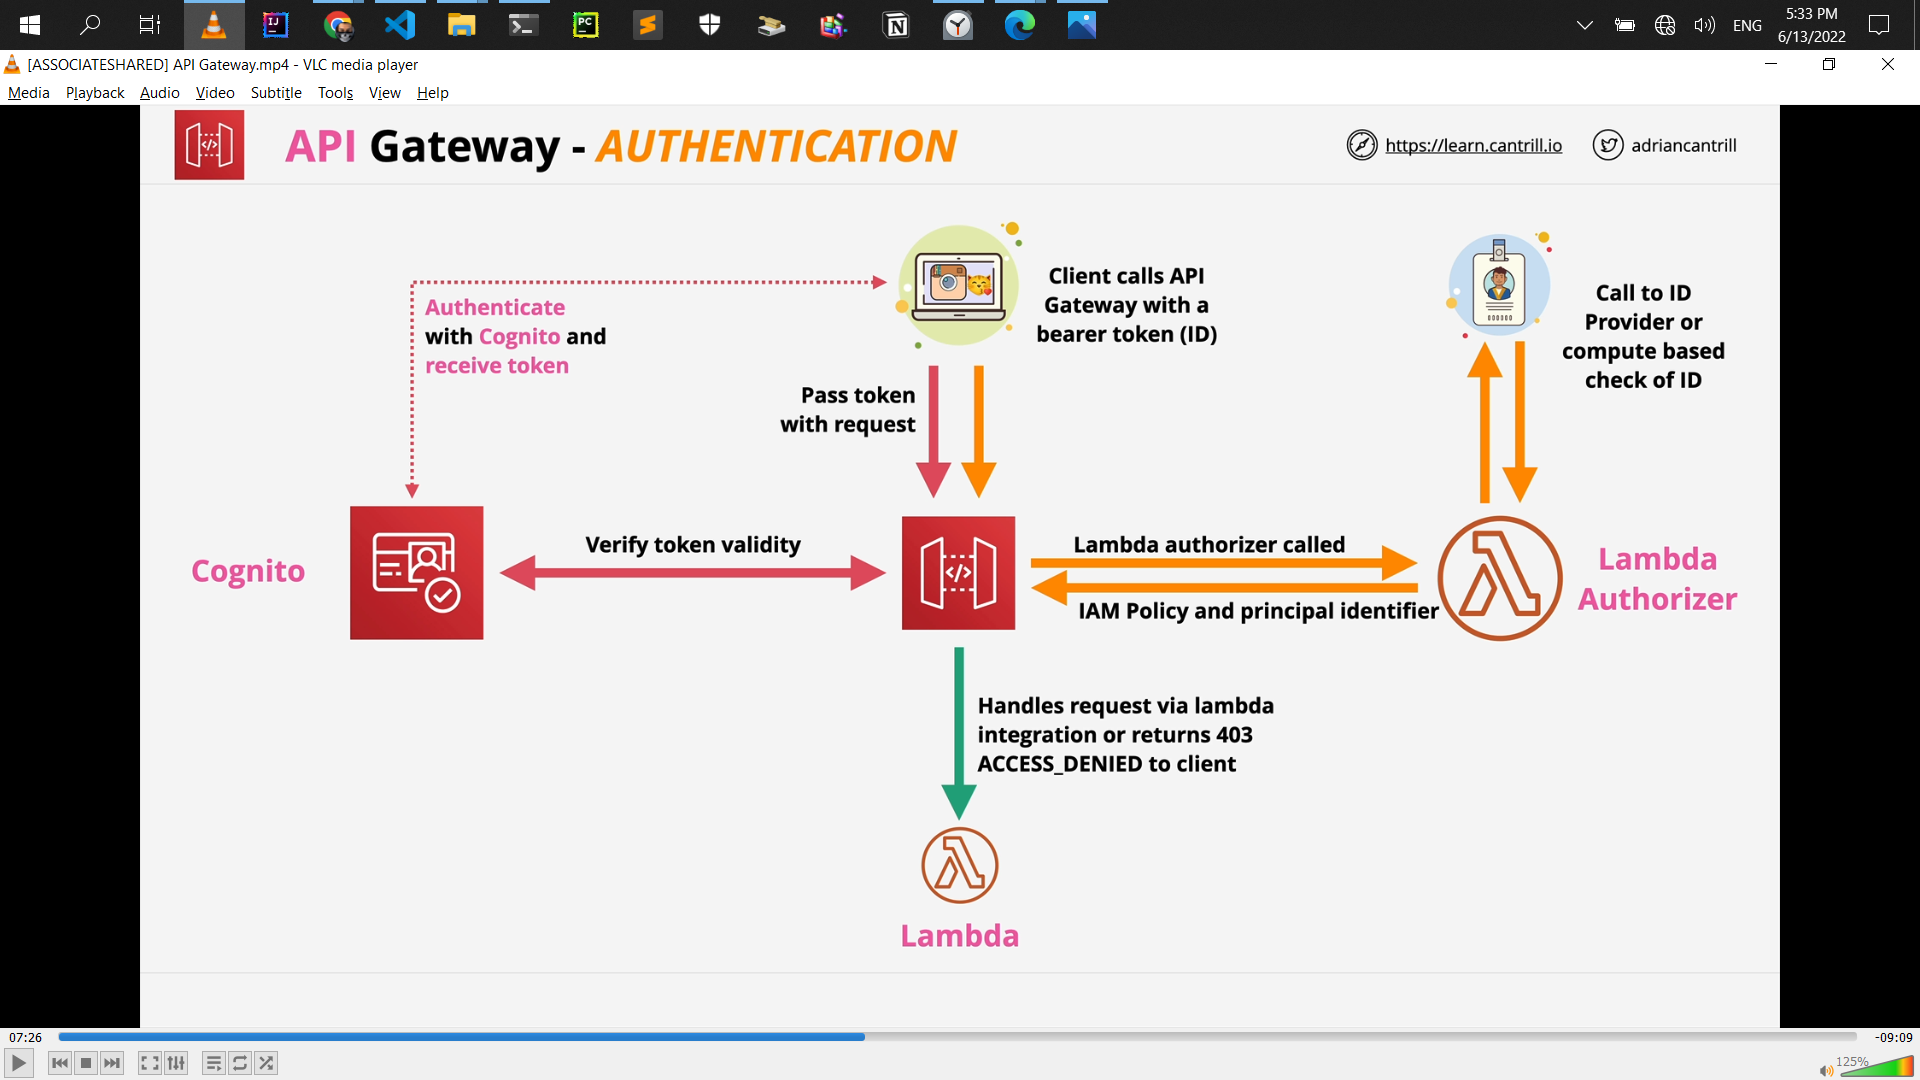 IJ
PC
N
ENG
5:33 PM
6/13/2022
[ASSOCIATESHARED] API Gateway.mp4 - VLC media player
Media Playback Audio Video Subtitle Tools View Help
API Gateway - AUTHENTICATION
https://learn.cantrill.io
adriancantrill
Authenticate
with Cognito and
receive token
Client calls API
Gateway with a
bearer token (ID)
Call to ID
Provider or
compute based
check of ID
Pass token
with request
Cognito
Verify token validity
</>
Lambda authorizer called
IAM Policy and principal identifier
Lambda
Authorizer
Handles request via lambda
integration or returns 403
ACCESS_DENIED to client
Lambda
07:26
-09:09
125%